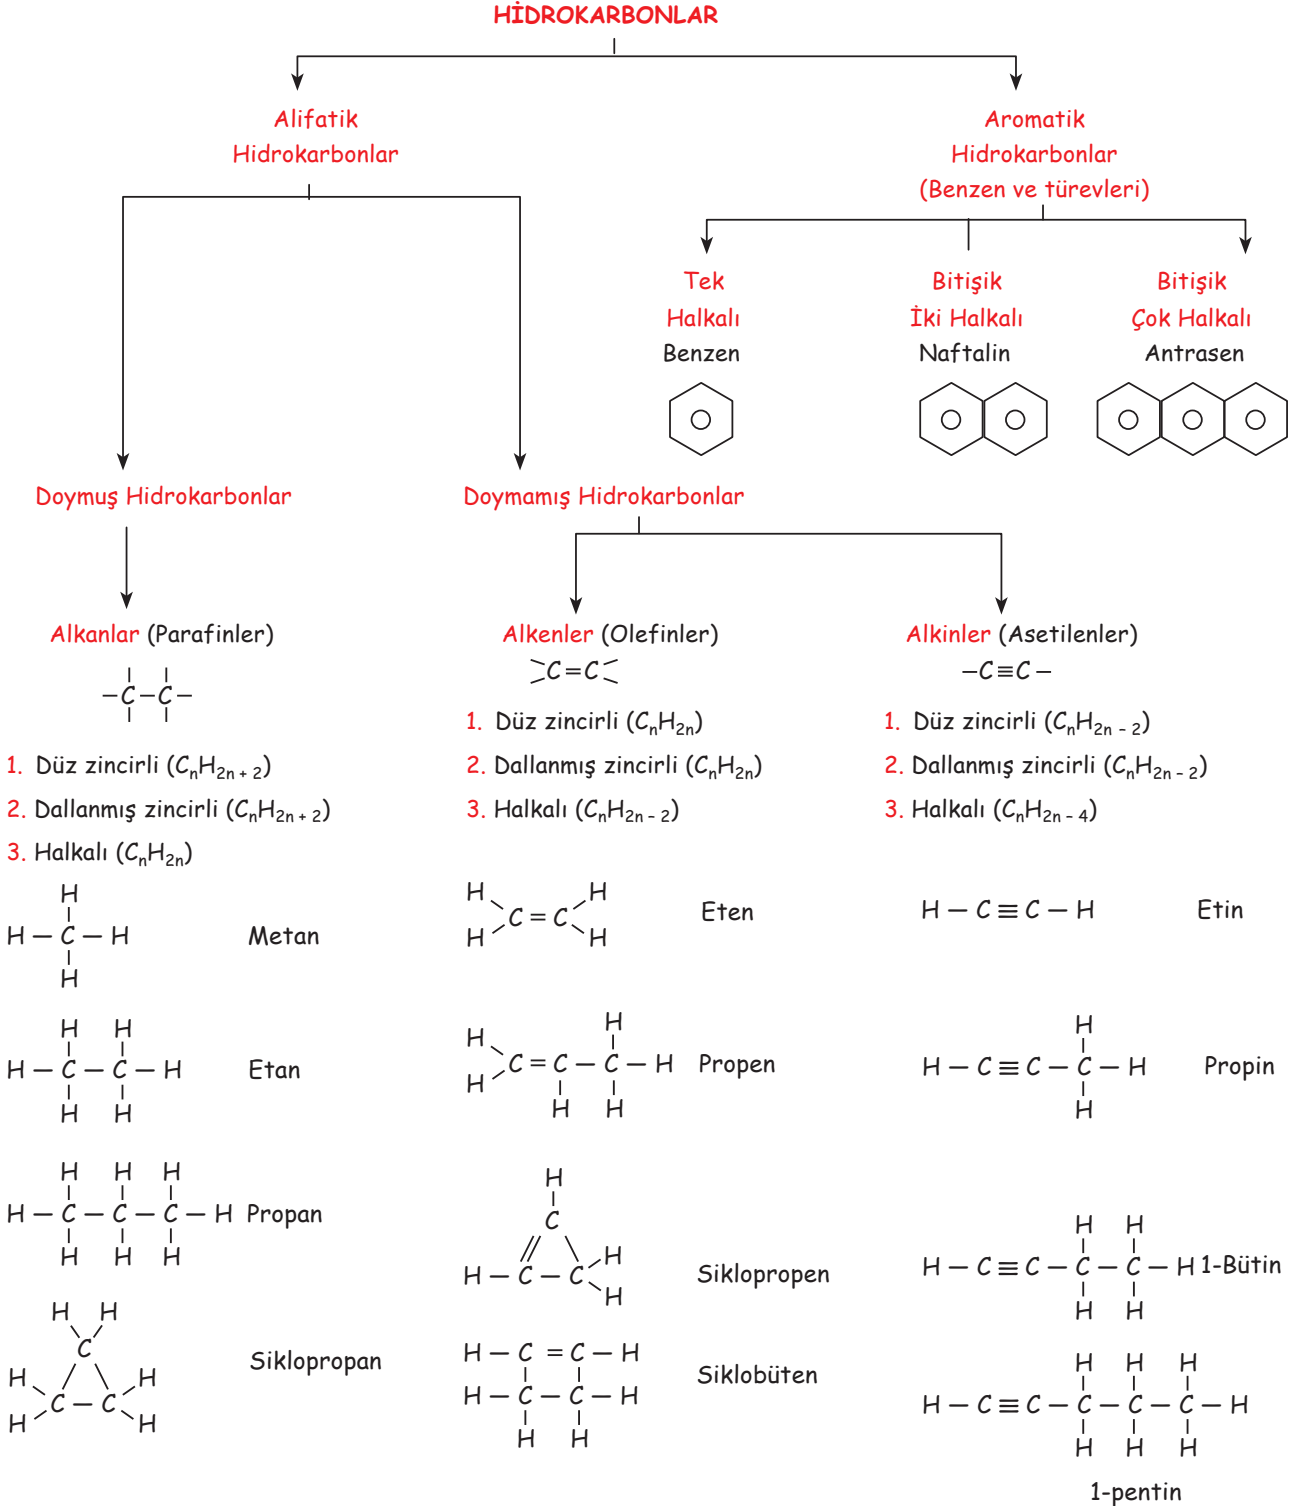 HİDROKARBONLAR
Alifatik
Hidrokarbonlar
Aromatik
Hidrokarbonlar
(Benzen ve türevleri)
Tek
Halkalı
Benzen
Bitişik
İki Halkalı
Naftalin
Bitişik
Çok Halkalı
Antrasen
Doymuş Hidrokarbonlar
Doymamış Hidrokarbonlar
Alkanlar (Parafinler)
–C–C–
1. Düz zincirli (CₙH₂ₙ ₊ ₂)
2. Dallanmış zincirli (CₙH₂ₙ ₊ ₂)
3. Halkalı (CₙH₂ₙ)
H H
H – C – H
H
Metan
H H
H – C – C – H
H H
Etan
H H H
H – C – C – C – H Propan
H H H
H H
C
H H
C – C
H H
Siklopropan
Alkenler (Olefinler)
C=C
1. Düz zincirli (CₙH₂ₙ)
2. Dallanmış zincirli (CₙH₂ₙ)
3. Halkalı (CₙH₂ₙ ₋ ₂)
H H
C = C
H H
Eten
H H
C = C – C – H
H H H
Propen
H
C
H – C – C H
H
Siklopropen
H – C = C – H
H – C – C – H
H H
Siklobüten
Alkinler (Asetilenler)
–C≡C–
1. Düz zincirli (CₙH₂ₙ ₋ ₂)
2. Dallanmış zincirli (CₙH₂ₙ ₋ ₂)
3. Halkalı (CₙH₂ₙ ₋ ₄)
H – C ≡ C – H Etin
H
H – C ≡ C – C – H Propin
H
H H
H – C ≡ C – C – C – H 1-Bütin
H H
H H H
H – C ≡ C – C – C – C – H
H H H
1-pentin